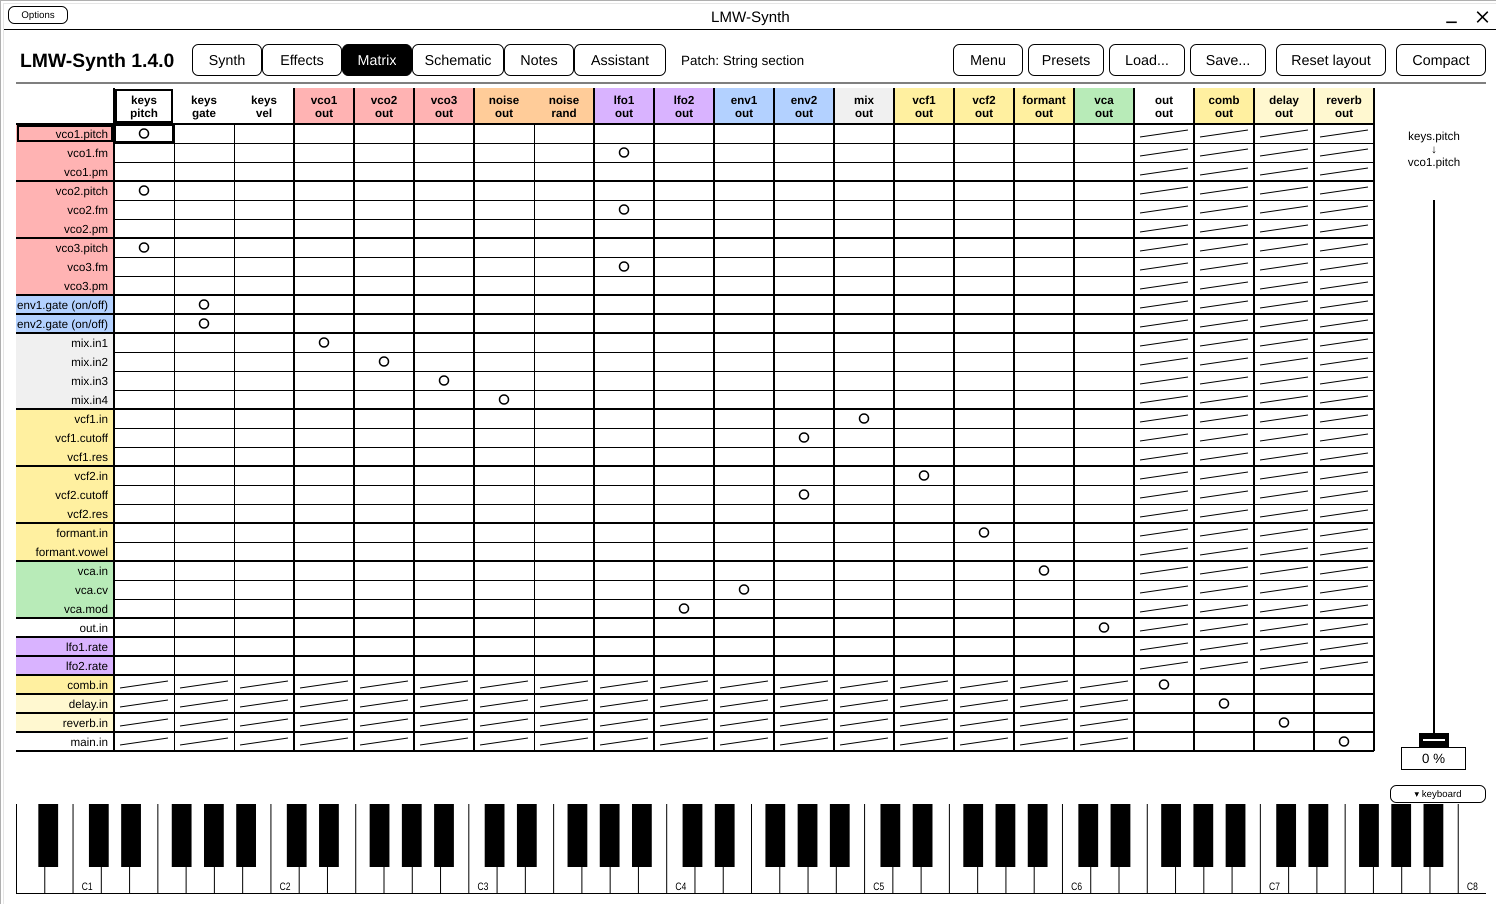 Options
LMW-Synth
LMW-Synth 1.4.0
Synth
Effects
Matrix
Schematic
Notes
Assistant
Patch: String section
Menu
Presets
Load...
Save...
Reset layout
Compact
keys pitch
keys gate
keys vel
vco1 out
vco2 out
vco3 out
noise out
noise rand
lfo1 out
lfo2 out
env1 out
env2 out
mix out
vcf1 out
vcf2 out
formant out
vca out
out out
comb out
delay out
reverb out
vco1.pitch
vco1.fm
vco1.pm
vco2.pitch
vco2.fm
vco2.pm
vco3.pitch
vco3.fm
vco3.pm
env1.gate (on/off)
env2.gate (on/off)
mix.in1
mix.in2
mix.in3
mix.in4
vcf1.in
vcf1.cutoff
vcf1.res
vcf2.in
vcf2.cutoff
vcf2.res
formant.in
formant.vowel
vca.in
vca.cv
vca.mod
out.in
lfo1.rate
lfo2.rate
comb.in
delay.in
reverb.in
main.in
keys.pitch
↓
vco1.pitch
0 %
▾ keyboard
C1
C2
C3
C4
C5
C6
C7
C8